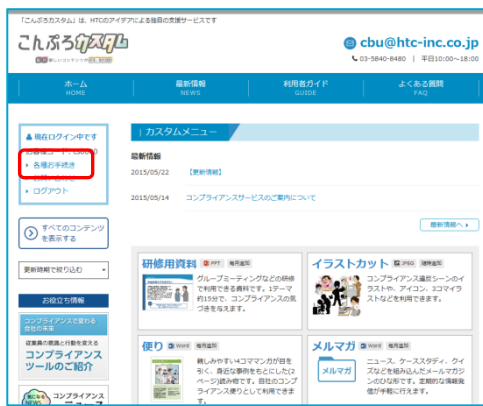 「こんぷろカスタム」は、HTCのアイデアによる独自の支援サービスです
こんぷろカスタム
cbu@htc-inc.co.jp
03-5840-8480 | 平日10:00~18:00
ホーム
HOME
最新情報
NEWS
利用者ガイド
GUIDE
よくある質問
FAQ
現在ログイン中です
各種お手続き
ログアウト
すべてのコンテンツ
を表示する
更新時期で絞り込む
お役立ち情報
コンプライアンスで変わる
会社の未来
従業員の意識と行動を変える
コンプライアンス
ツールのご紹介
気になる
NEWS
コンプライアンス
カスタムメニュー
最新情報
2015/05/22 【更新情報】
2015/05/14 コンプライアンスサービスのご案内について
最新情報へ
研修用資料 PPT 毎月追加
グループミーティングなどの研修
で利用できる資料です。1テーマ
約15分で、コンプライアンスの気
づきを与えます。
イラストカット JPEG 随時追加
コンプライアンス違反シーンのイ
ラストや、アイコン、1コマイラ
ストなどを利用できます。
便り Word 毎月追加
親しみやすい4コママンガが目を
引く、身近な事例をもとにした(2
ページ)読み物です。自社のコンプ
ライアンス便りとして利用できま
す。
メルマガ Word 毎月追加
メルマガ
ニュース、ケーススタディ、クイ
ズなどを組み込んだメールマガジ
ンのひな形です。定期的な情報発
信が手軽に行えます。